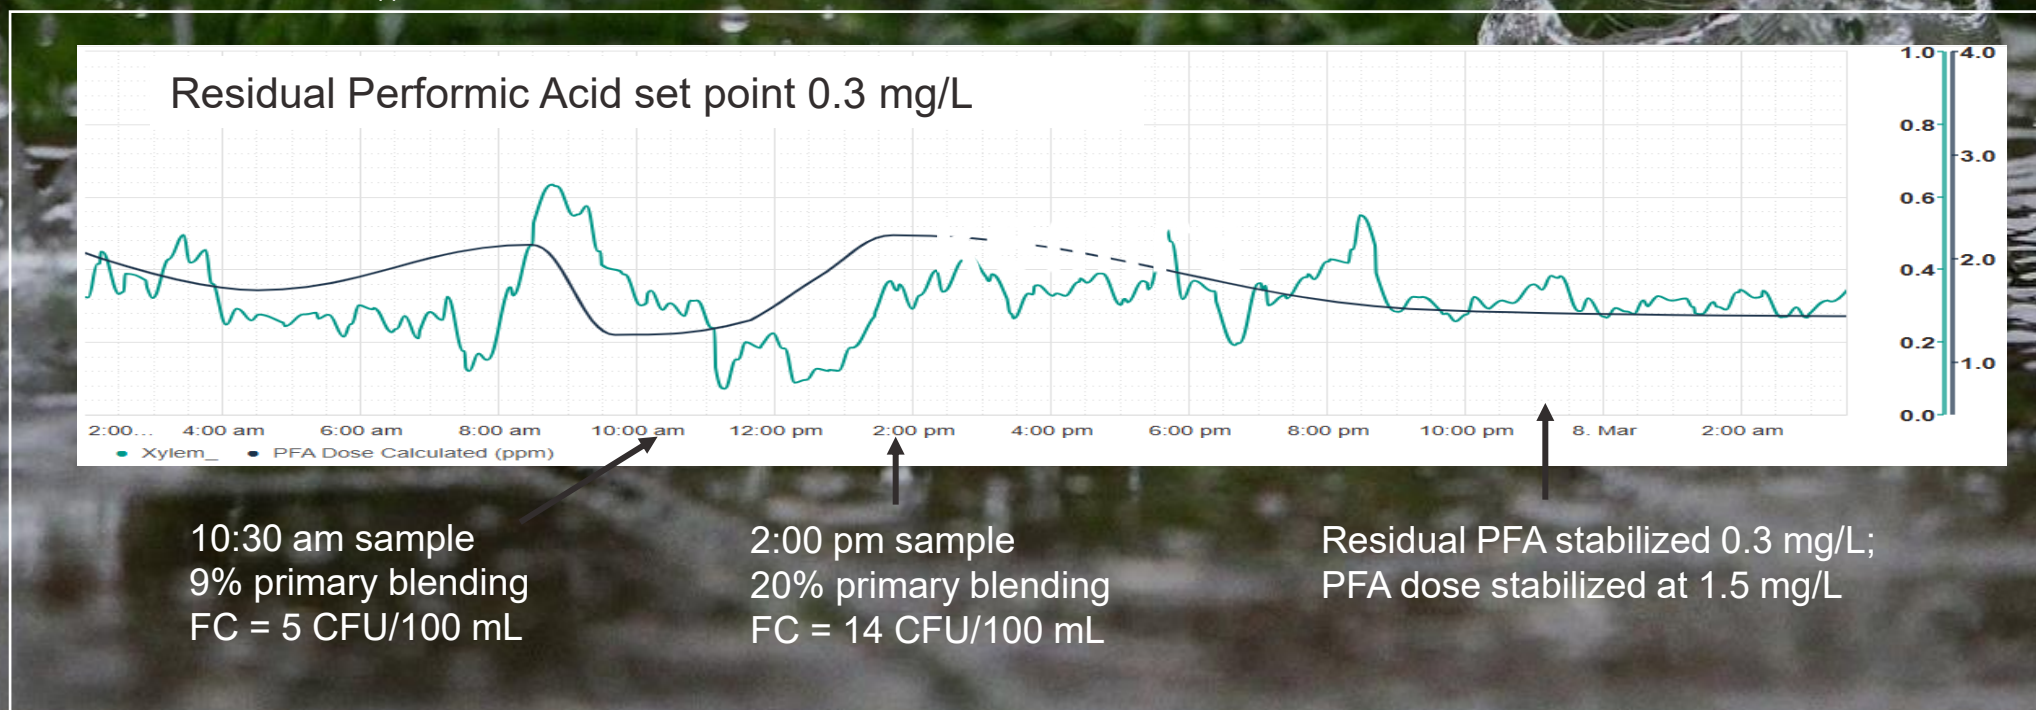 Residual Performic Acid set point 0.3 mg/L
1.0 4.0
0.8
3.0
0.6
2.0
0.4
0.2
1.0
0.0
2:00... 4:00 am 6:00 am 8:00 am 10:00 am 12:00 pm 2:00 pm 4:00 pm 6:00 pm 8:00 pm 10:00 pm 8. Mar 2:00 am
Xylem_ PFA Dose Calculated (ppm)
10:30 am sample
9% primary blending
FC = 5 CFU/100 mL
2:00 pm sample
20% primary blending
FC = 14 CFU/100 mL
Residual PFA stabilized 0.3 mg/L;
PFA dose stabilized at 1.5 mg/L